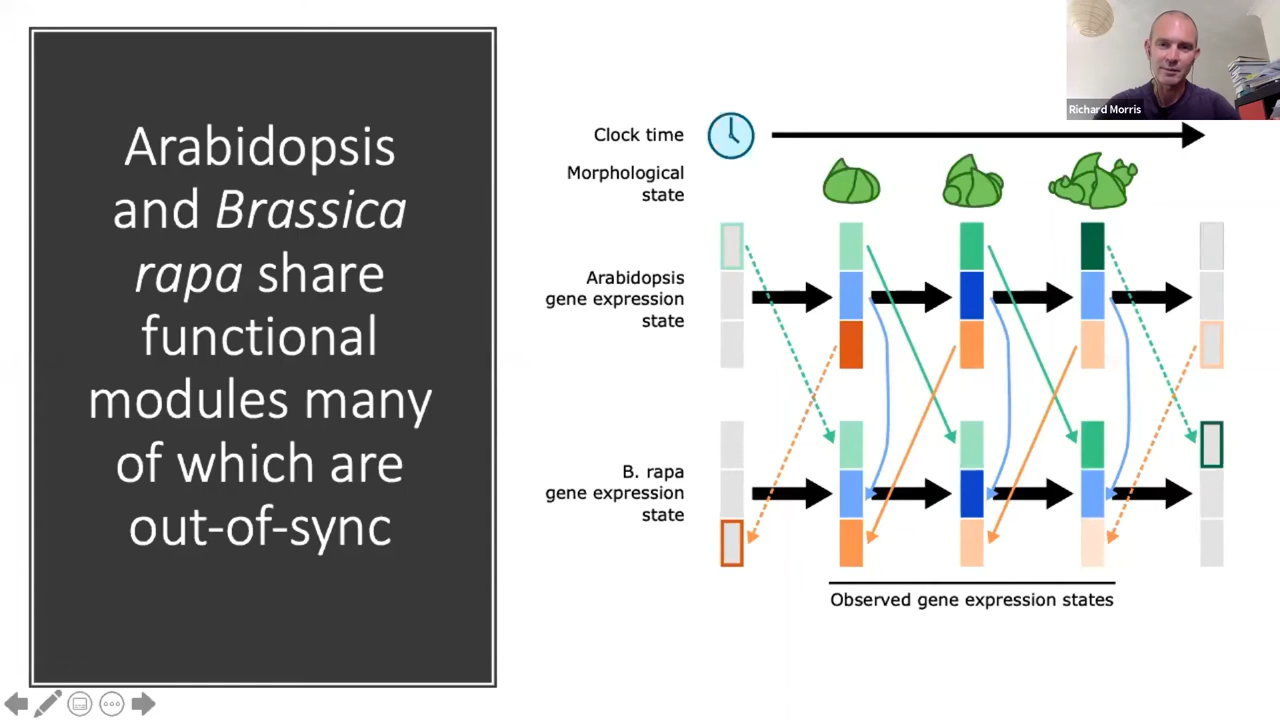 Arabidopsis
and Brassica
rapa share
functional
modules many
of which are
out-of-sync
Richard Morris
Clock time
Morphological
state
Arabidopsis
gene expression
state
B. rapa
gene expression
state
Observed gene expression states